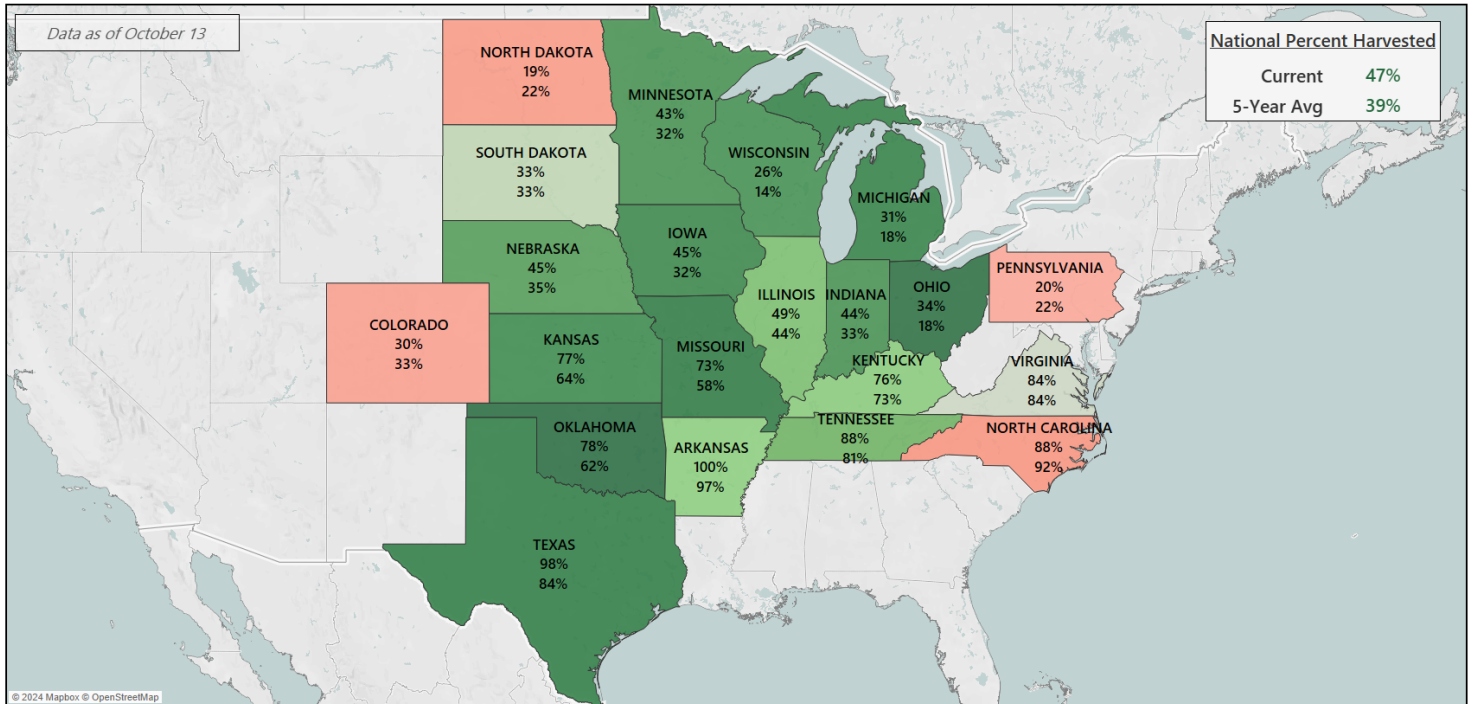 Data as of October 13
National Percent Harvested
Current 47%
5-Year Avg 39%
NORTH DAKOTA
19%
22%
MINNESOTA
43%
32%
SOUTH DAKOTA
33%
33%
WISCONSIN
26%
14%
MICHIGAN
31%
18%
NEBRASKA
45%
35%
IOWA
45%
32%
ILLINOIS
49%
44%
INDIANA
44%
33%
OHIO
34%
18%
PENNSYLVANIA
20%
22%
COLORADO
30%
33%
KANSAS
77%
64%
MISSOURI
73%
58%
KENTUCKY
76%
73%
VIRGINIA
84%
84%
OKLAHOMA
78%
62%
ARKANSAS
100%
97%
TENNESSEE
88%
81%
NORTH CAROLINA
88%
92%
TEXAS
98%
84%
© 2024 Mapbox © OpenStreetMap